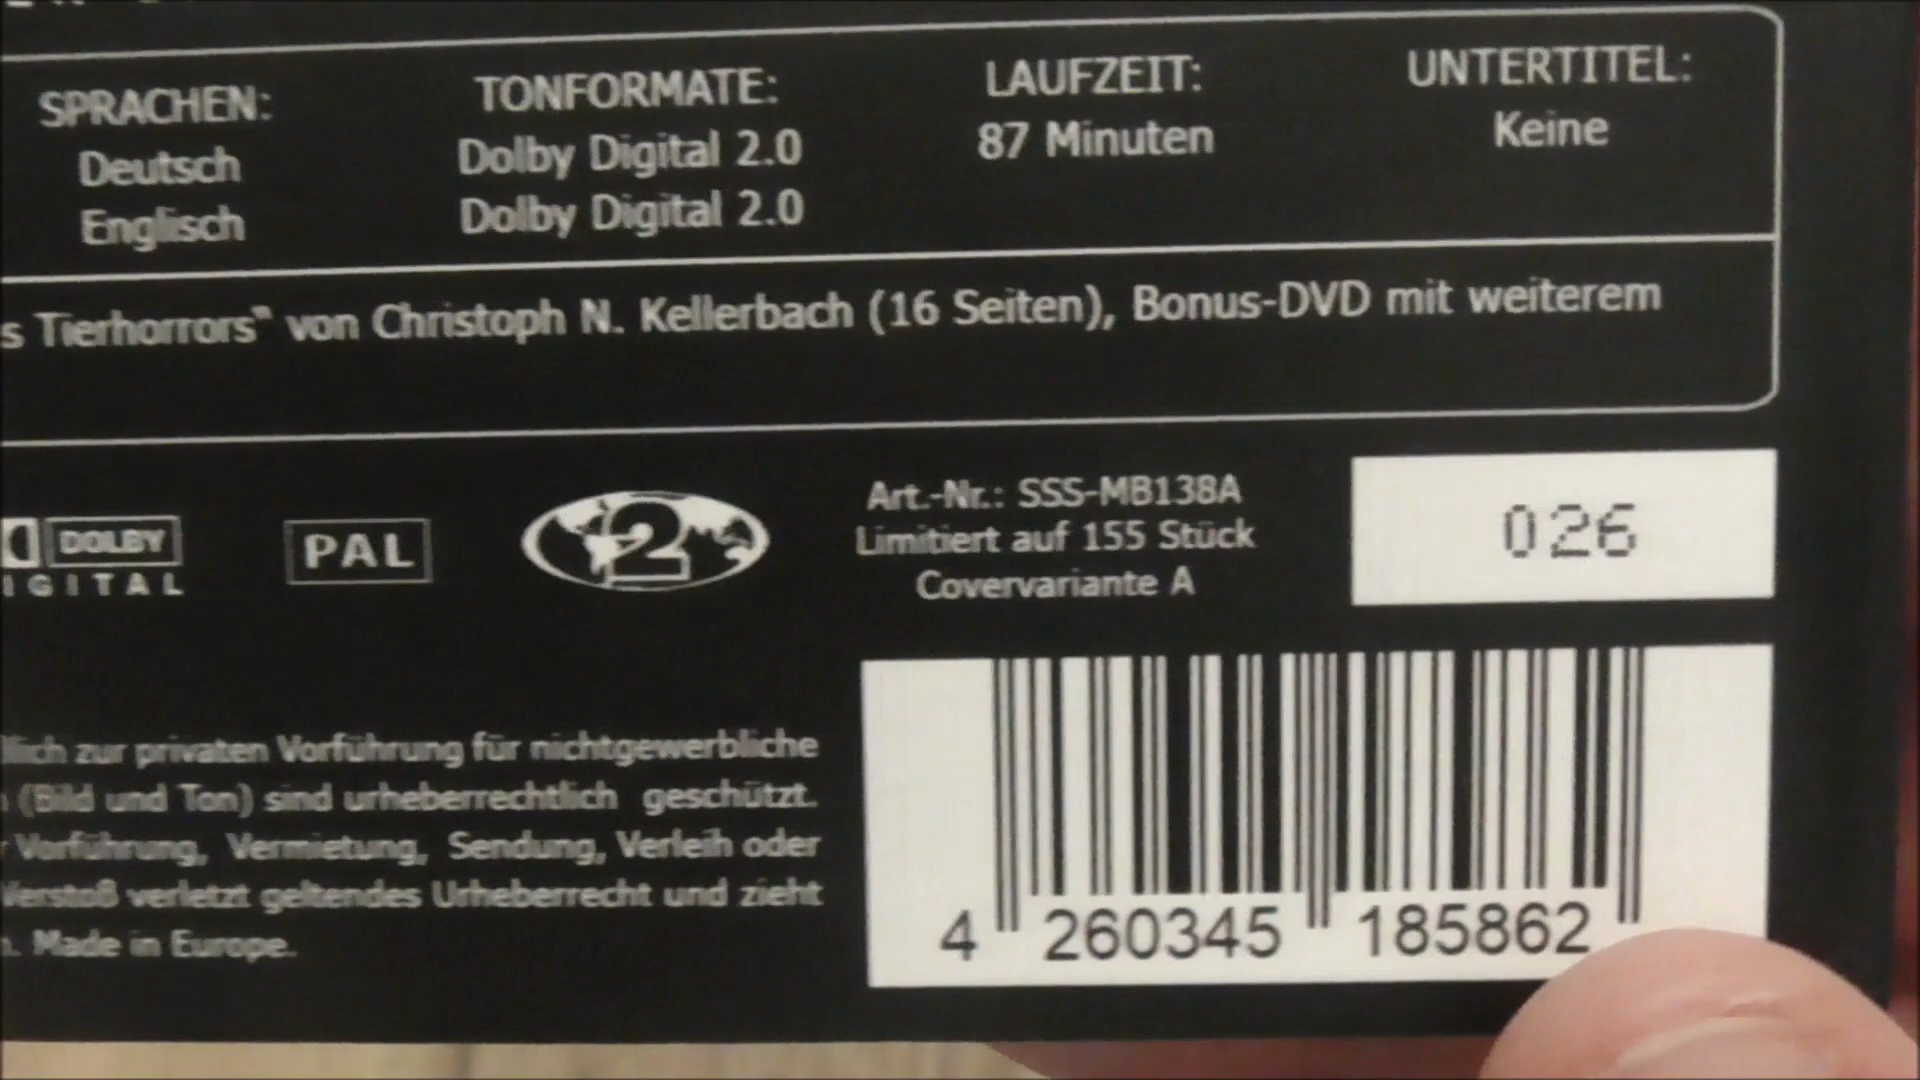 SPRACHEN:
Deutsch
Englisch
TONFORMATE:
Dolby Digital 2.0
Dolby Digital 2.0
LAUFZEIT:
87 Minuten
UNTERTITEL:
Keine
s Tierhorrors" von Christoph N. Kellerbach (16 Seiten), Bonus-DVD mit weiterem
DOLBY
IGITAL
PAL
2
Art.-Nr.: SSS-MB138A
Limitiert auf 155 Stück
Covervariante A
026
lich zur privaten Vorführung für nichtgewerbliche
(Bild und Ton) sind urheberrechtlich geschützt.
Vorführung, Vermietung, Sendung, Verleih oder
Verstoß verletzt geltendes Urheberrecht und zieht
. Made in Europe.
4 260345 185862